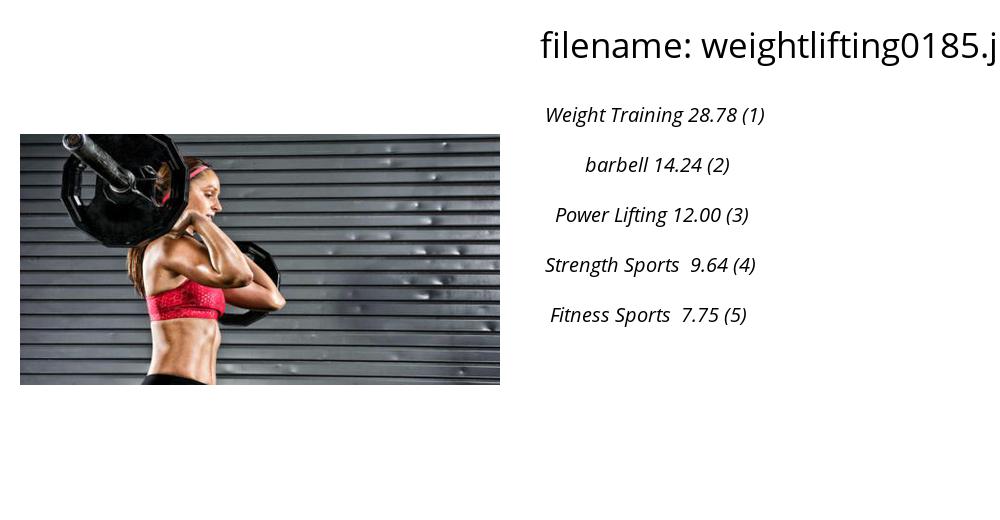 filename: weightlifting0185.j
Weight Training 28.78 (1)
barbell 14.24 (2)
Power Lifting 12.00 (3)
Strength Sports 9.64 (4)
Fitness Sports 7.75 (5)